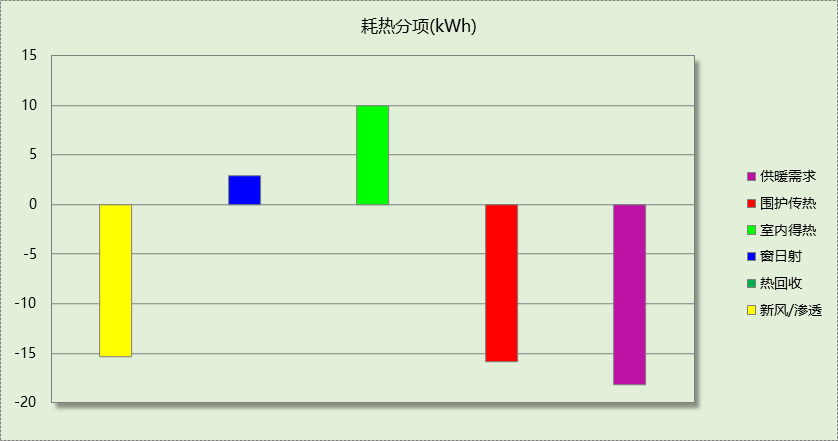 耗热分项(kWh)
15
10
5
0
-5
-10
-15
-20
供暖需求
围护传热
室内得热
窗日射
热回收
新风/渗透